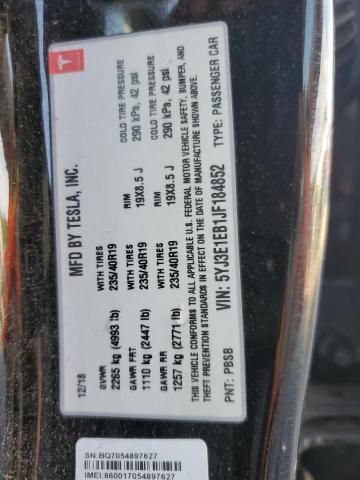 TESLA
MFD BY TESLA, INC.
12/18
GVWR
2265 kg (4993 lb)
WITH TIRES
235/40R19
RIM
19X8.5 J
COLD TIRE PRESSURE
290 kPa, 42 psi
GAWR FRT
1110 kg (2447 lb)
WITH TIRES
235/40R19
RIM
19X8.5 J
COLD TIRE PRESSURE
290 kPa, 42 psi
GAWR RR
1257 kg (2771 lb)
235/40R19
19X8.5 J
THIS VEHICLE CONFORMS TO ALL APPLICABLE U.S. FEDERAL MOTOR VEHICLE SAFETY, BUMPER, AND
THEFT PREVENTION STANDARDS IN EFFECT ON THE DATE OF MANUFACTURE SHOWN ABOVE.
VIN: 5YJ3E1EB1JF184852
PNT: PBSB
TYPE: PASSENGER CAR
SN:BQ7054897627
IMEI:860017054897627